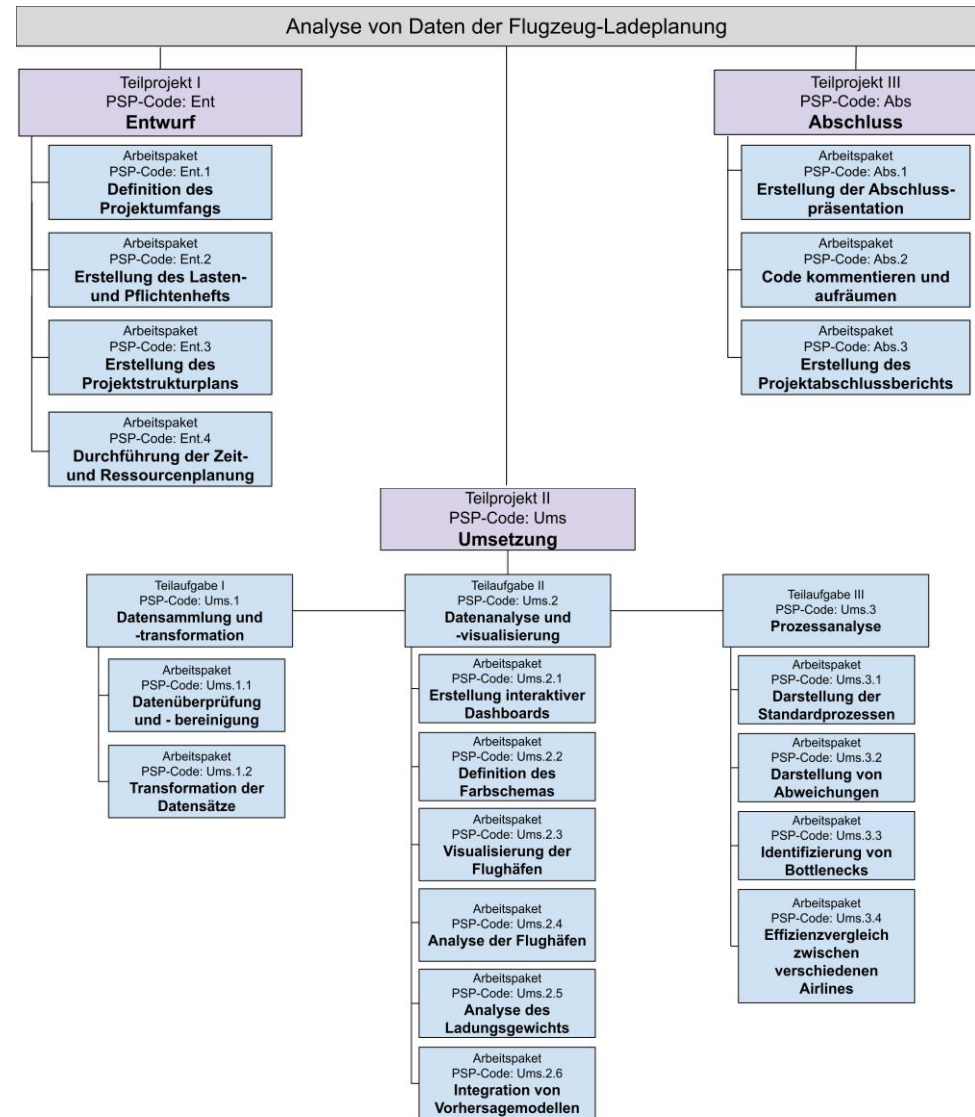 Analyse von Daten der Flugzeug-Ladeplanung
Teilprojekt I
PSP-Code: Ent
Entwurf
Arbeitspaket
PSP-Code: Ent.1
Definition des
Projektumfangs
Arbeitspaket
PSP-Code: Ent.2
Erstellung des Lasten-
und Pflichtenhefts
Arbeitspaket
PSP-Code: Ent.3
Erstellung des
Projektstrukturplans
Arbeitspaket
PSP-Code: Ent.4
Durchführung der Zeit-
und Ressourcenplanung
Teilprojekt III
PSP-Code: Abs
Abschluss
Arbeitspaket
PSP-Code: Abs.1
Erstellung der Abschluss-
präsentation
Arbeitspaket
PSP-Code: Abs.2
Code kommentieren und
aufräumen
Arbeitspaket
PSP-Code: Abs.3
Erstellung des
Projektabschlussberichts
Teilprojekt II
PSP-Code: Ums
Umsetzung
Teilaufgabe I
PSP-Code: Ums.1
Datensammlung und
-transformation
Arbeitspaket
PSP-Code: Ums.1.1
Datenüberprüfung
und - bereinigung
Arbeitspaket
PSP-Code: Ums.1.2
Transformation der
Datensätze
Teilaufgabe II
PSP-Code: Ums.2
Datenanalyse und
-visualisierung
Arbeitspaket
PSP-Code: Ums.2.1
Erstellung interaktiver
Dashboards
Arbeitspaket
PSP-Code: Ums.2.2
Definition des
Farbschemas
Arbeitspaket
PSP-Code: Ums.2.3
Visualisierung der
Flughäfen
Arbeitspaket
PSP-Code: Ums.2.4
Analyse der Flughäfen
Arbeitspaket
PSP-Code: Ums.2.5
Analyse des
Ladungsgewichts
Arbeitspaket
PSP-Code: Ums.2.6
Integration von
Vorhersagemodellen
Teilaufgabe III
PSP-Code: Ums.3
Prozessanalyse
Arbeitspaket
PSP-Code: Ums.3.1
Darstellung der
Standardprozessen
Arbeitspaket
PSP-Code: Ums.3.2
Darstellung von
Abweichungen
Arbeitspaket
PSP-Code: Ums.3.3
Identifizierung von
Bottlenecks
Arbeitspaket
PSP-Code: Ums.3.4
Effizienzvergleich
zwischen
verschiedenen
Airlines